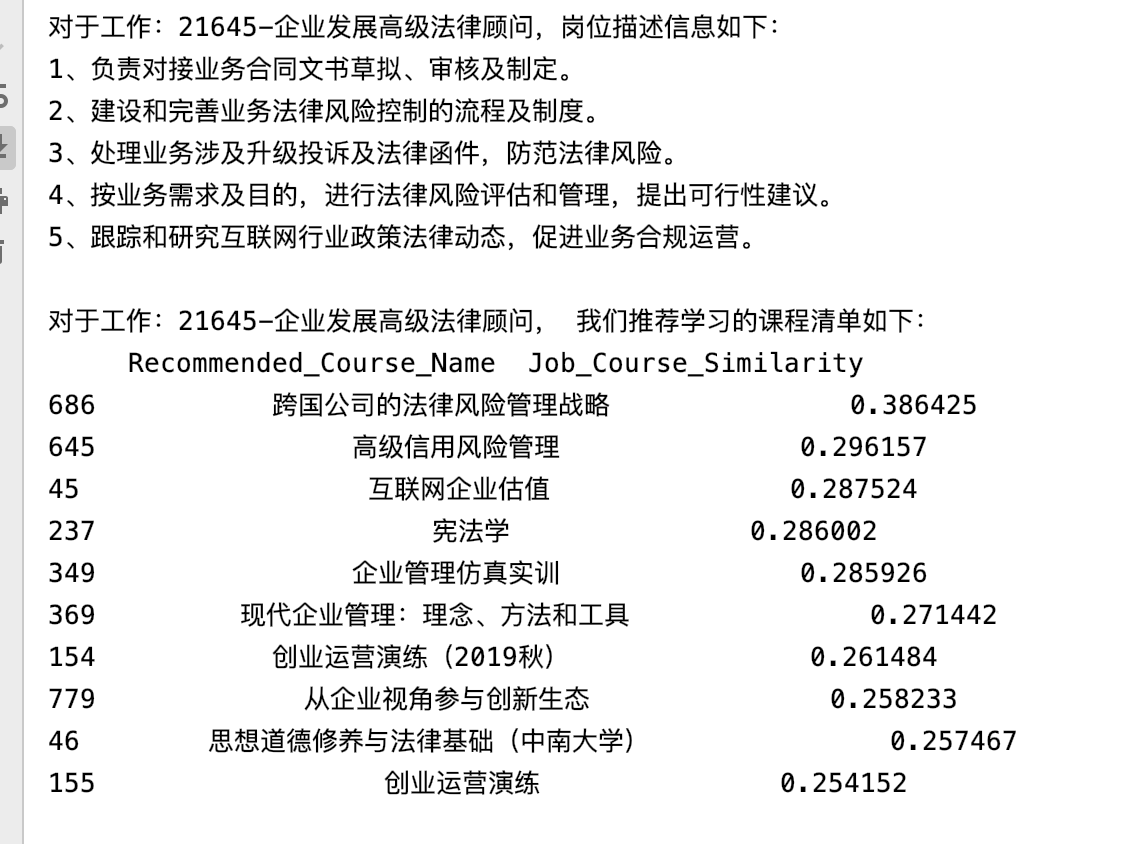 对于工作：21645-企业发展高级法律顾问，岗位描述信息如下：
1、负责对接业务合同文书草拟、审核及制定。
2、建设和完善业务法律风险控制的流程及制度。
3、处理业务涉及升级投诉及法律函件，防范法律风险。
4、按业务需求及目的，进行法律风险评估和管理，提出可行性建议。
5、跟踪和研究互联网行业政策法律动态，促进业务合规运营。
对于工作：21645-企业发展高级法律顾问， 我们推荐学习的课程清单如下：
Recommended_Course_Name Job_Course_Similarity
686 跨国公司的法律风险管理战略 0.386425
645 高级信用风险管理 0.296157
45 互联网企业估值 0.287524
237 宪法学 0.286002
349 企业管理仿真实训 0.285926
369 现代企业管理：理念、方法和工具 0.271442
154 创业运营演练（2019秋） 0.261484
779 从企业视角参与创新生态 0.258233
46 思想道德修养与法律基础（中南大学） 0.257467
155 创业运营演练 0.254152